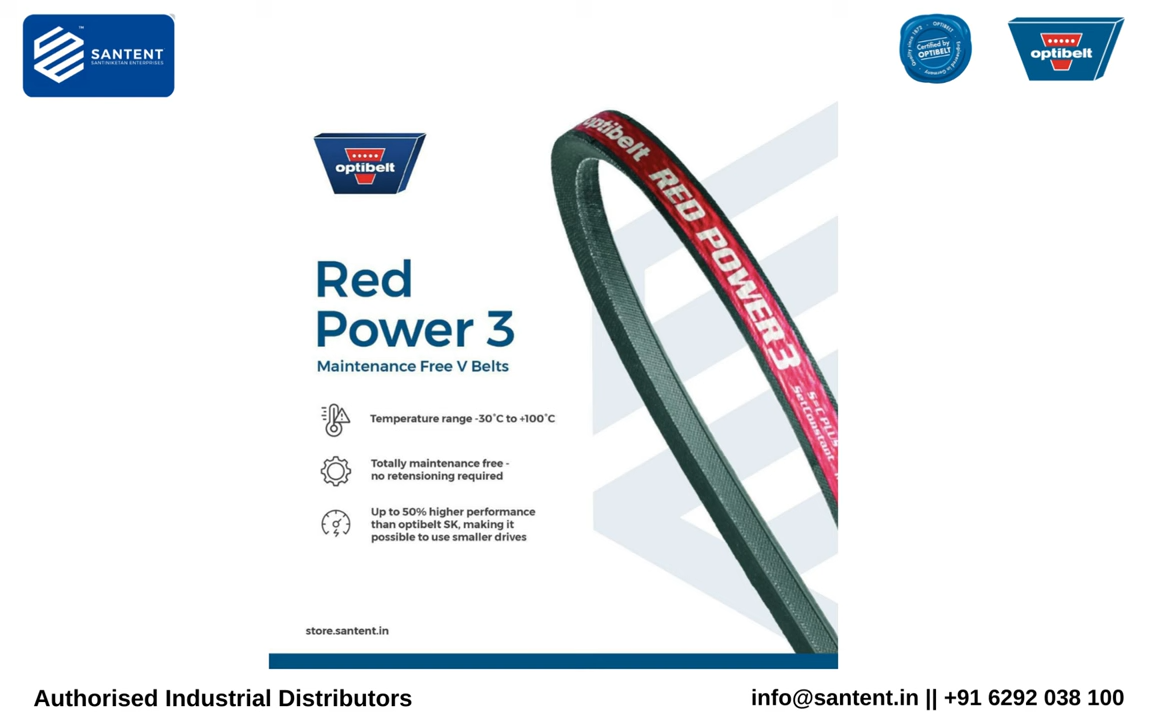 SANTENT
SANTINIKETAN ENTERPRISES
Certified by
OPTIBELT
optibelt
optibelt
optibelt RED POWER 3
S=C PLUS
SetConstant
Red
Power 3
Maintenance Free V Belts
Temperature range -30°C to +100°C
Totally maintenance free -
no retensioning required
Up to 50% higher performance
than optibelt SK, making it
possible to use smaller drives
store.santent.in
Authorised Industrial Distributors
info@santent.in || +91 6292 038 100